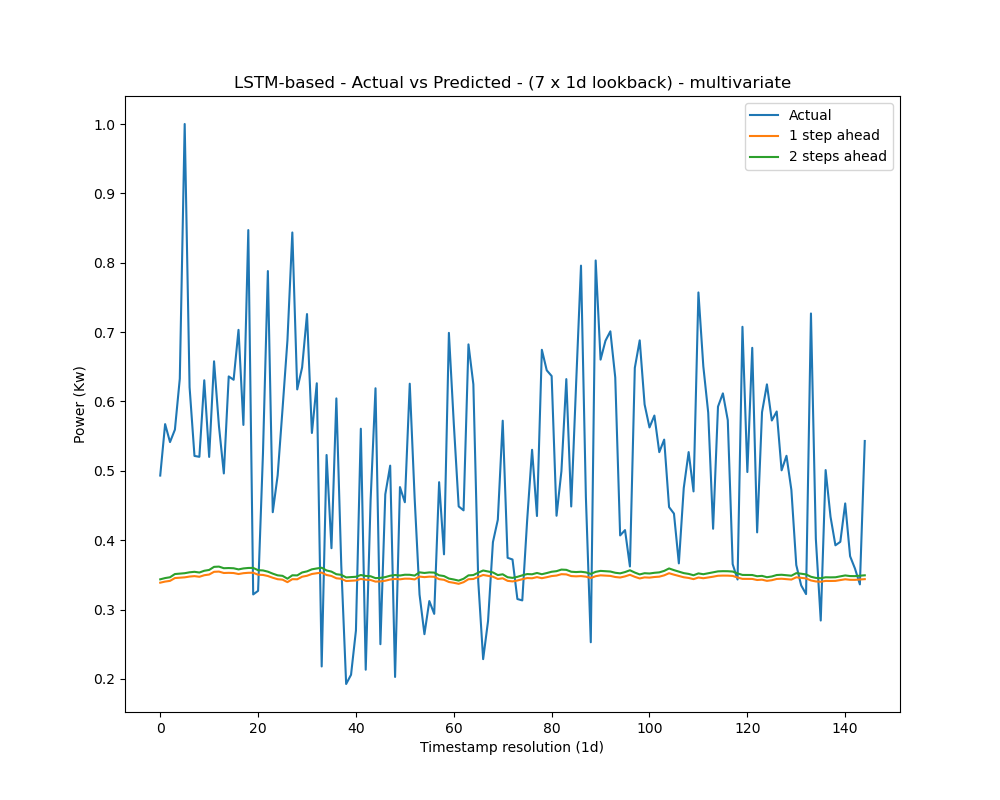 LSTM-based - Actual vs Predicted - (7 x 1d lookback) - multivariate
Actual
1 step ahead
2 steps ahead
1.0
0.9
0.8
0.7
0.6
0.5
0.4
0.3
0.2
Power (Kw)
0 20 40 60 80 100 120 140
Timestamp resolution (1d)